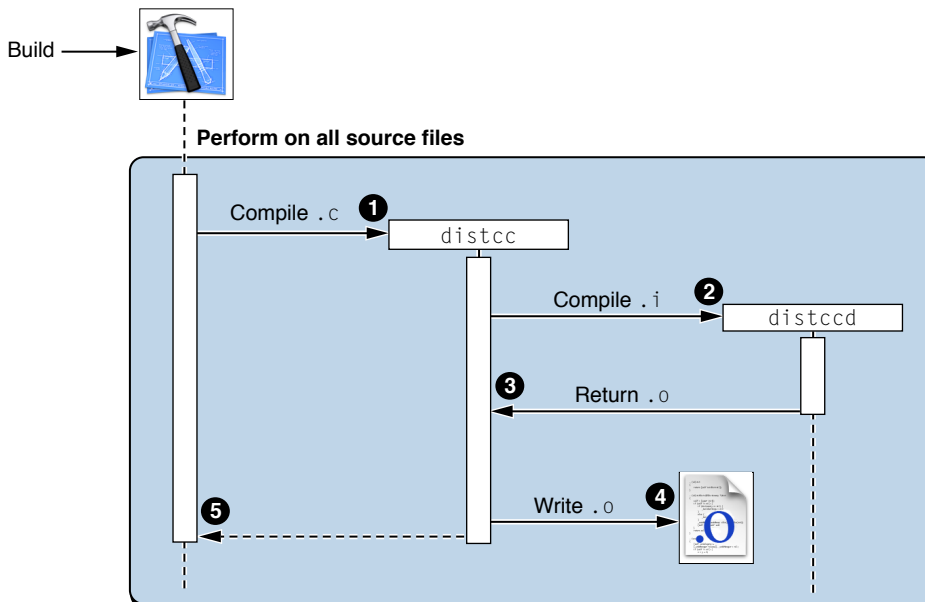 Build
Perform on all source files
Compile .c 1
distcc
Compile .i 2
distccd
3
Return .o
Write .o 4
.o
5